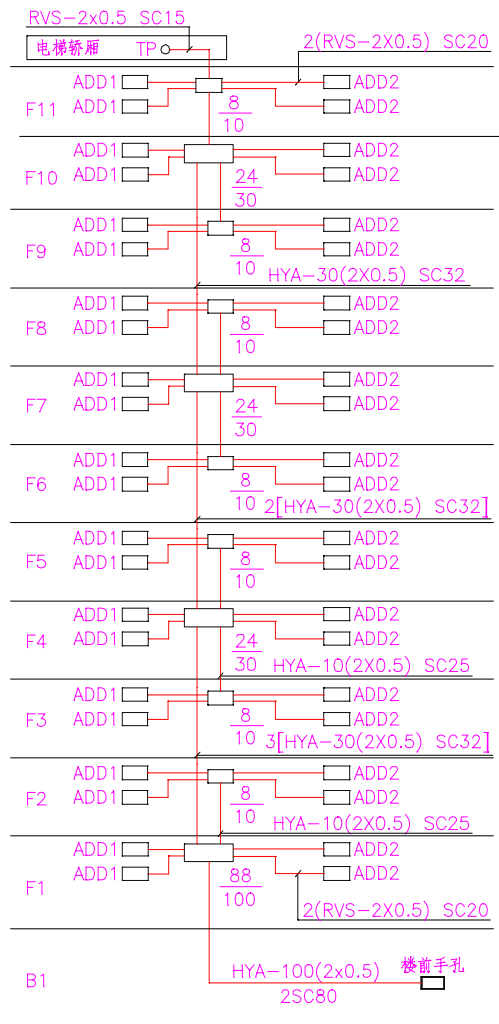 RVS-2x0.5 SC15
电梯轿厢 TP
2(RVS-2X0.5) SC20
ADD1 ADD2
F11 ADD1 ADD2
8
10
ADD1 ADD2
F10 ADD1 ADD2
24
30
ADD1 ADD2
F9 ADD1 ADD2
8
10
HYA-30(2X0.5) SC32
ADD1 ADD2
F8 ADD1 ADD2
8
10
ADD1 ADD2
F7 ADD1 ADD2
24
30
ADD1 ADD2
F6 ADD1 ADD2
8
10
2[HYA-30(2X0.5) SC32]
ADD1 ADD2
F5 ADD1 ADD2
8
10
ADD1 ADD2
F4 ADD1 ADD2
24
30
HYA-10(2X0.5) SC25
ADD1 ADD2
F3 ADD1 ADD2
8
10
3[HYA-30(2X0.5) SC32]
ADD1 ADD2
F2 ADD1 ADD2
8
10
HYA-10(2X0.5) SC25
ADD1 ADD2
F1 ADD1 ADD2
88
100
2(RVS-2X0.5) SC20
B1
HYA-100(2x0.5)
2SC80
楼前手孔